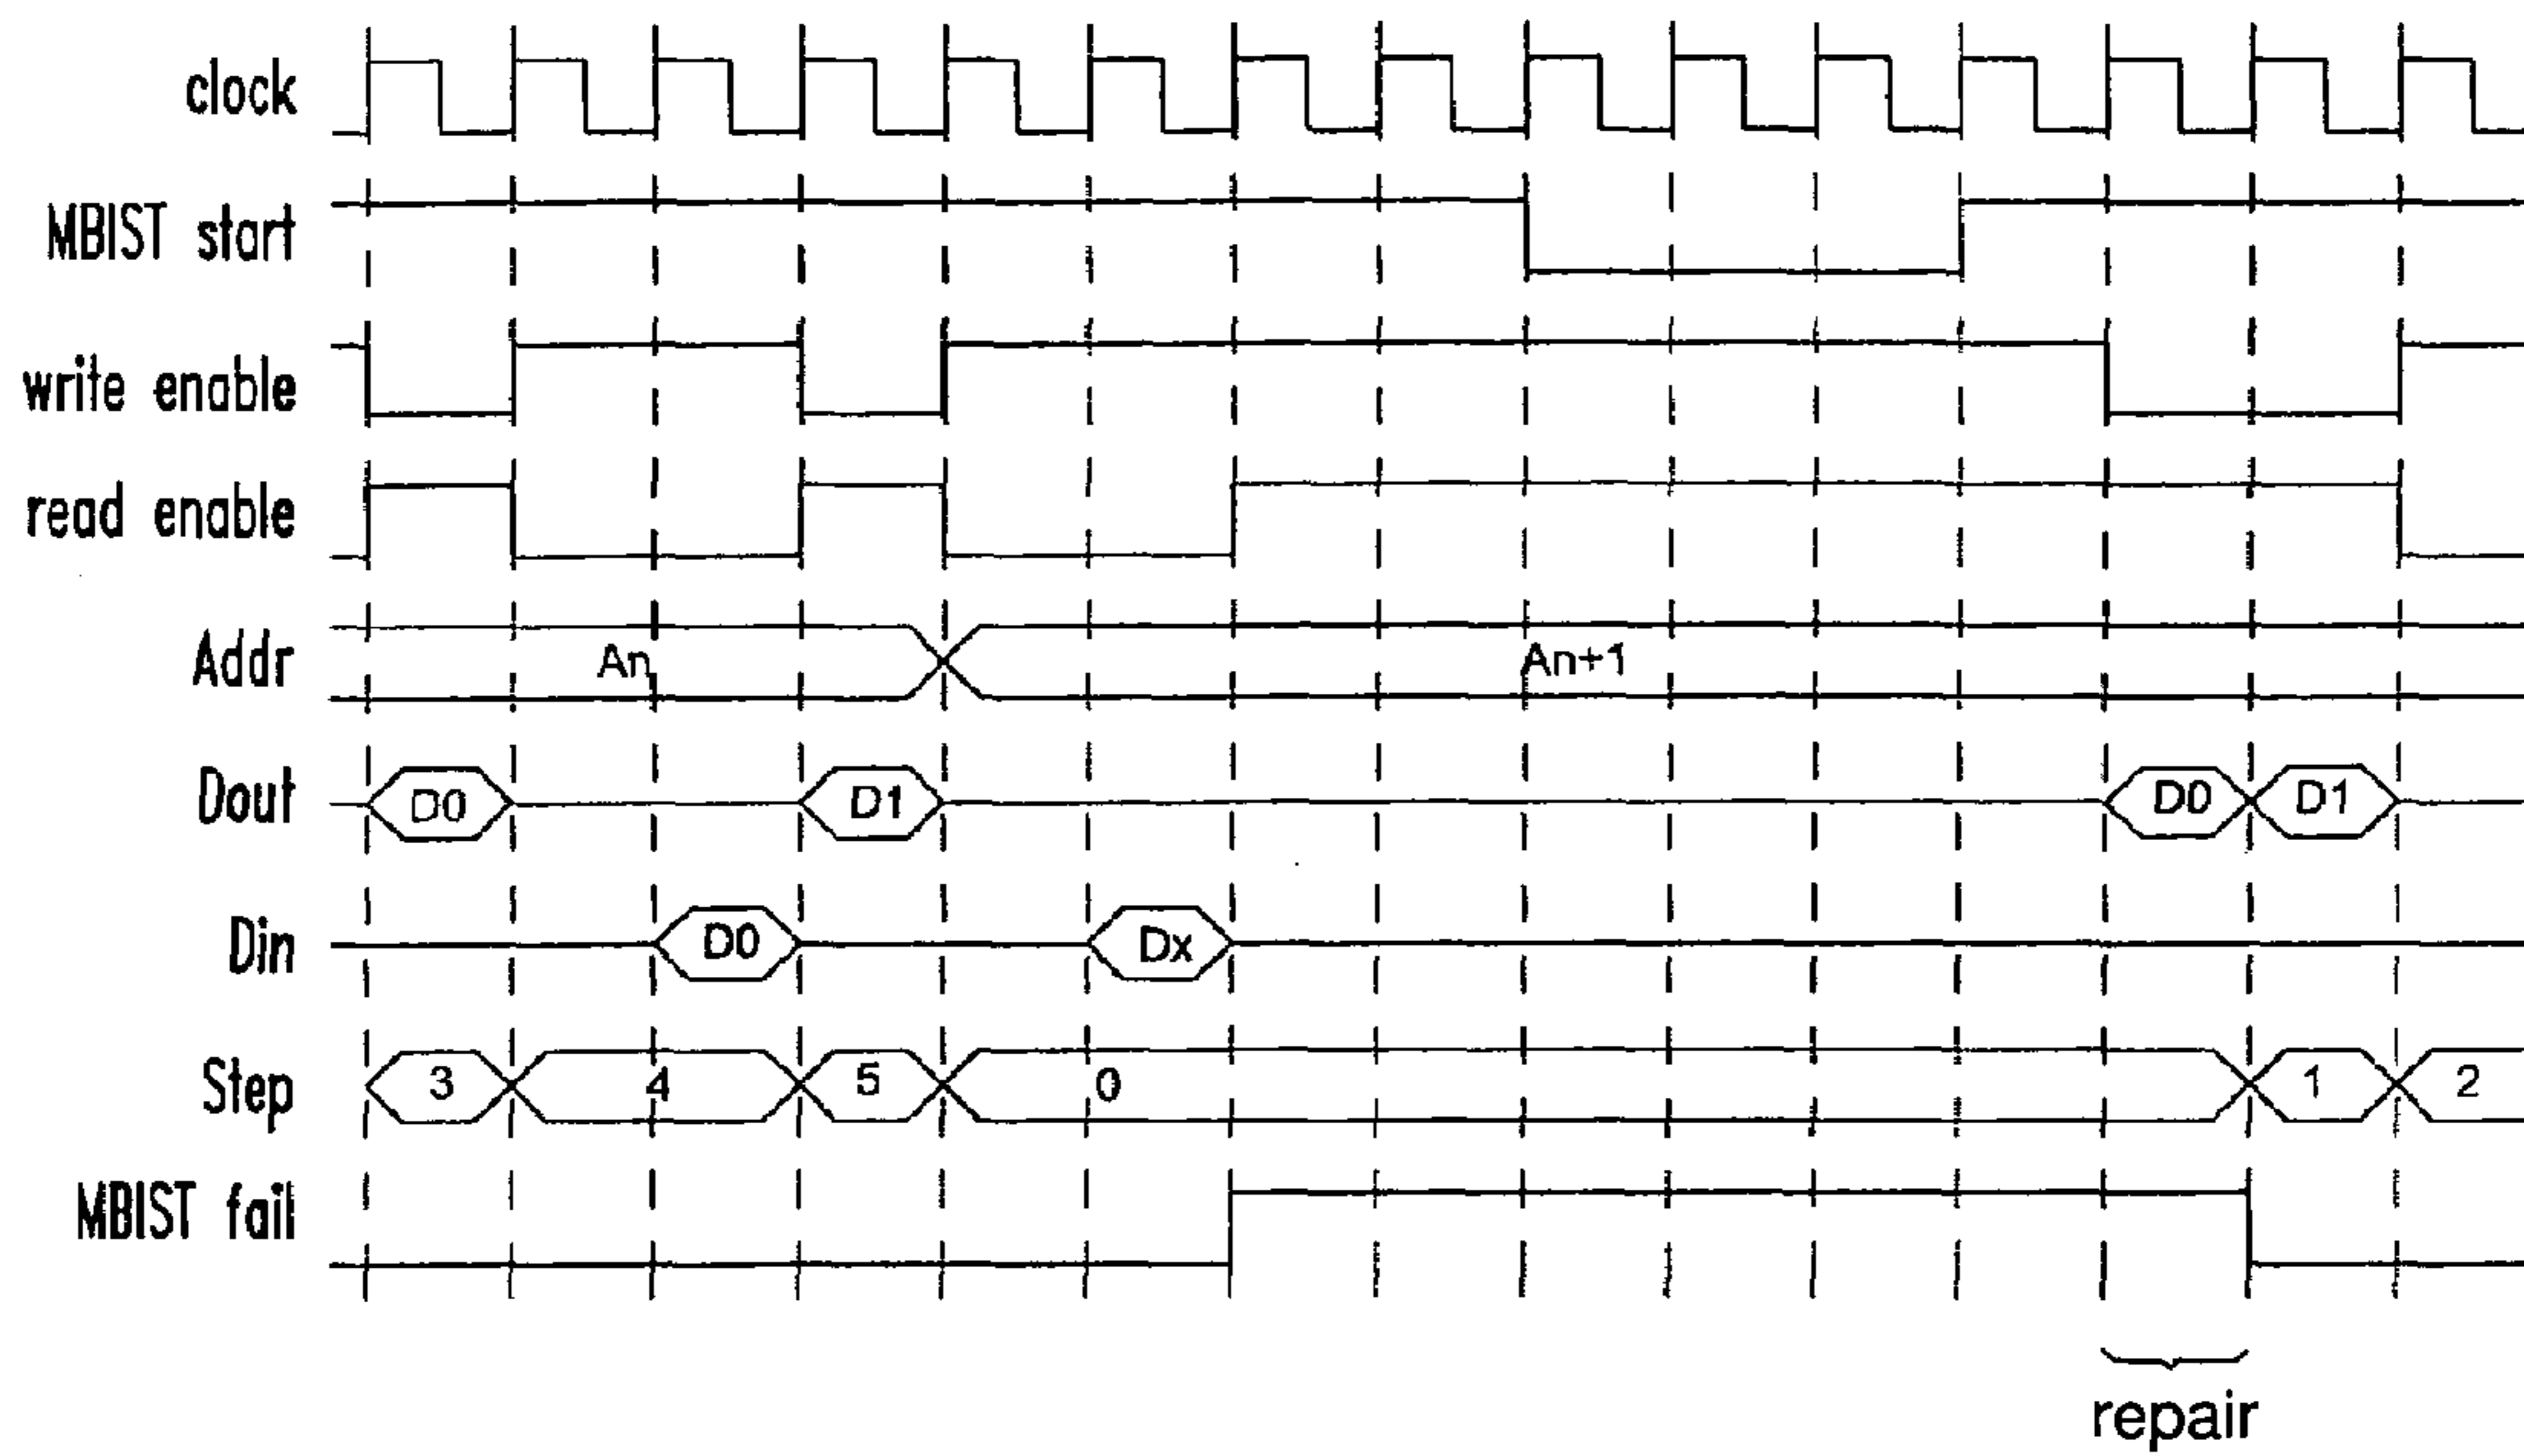 clock
MBIST start
write enable
read enable
Addr An An+1
Dout D0 D1 D0 D1
Din D0 Dx
Step 3 4 5 0 1 2
MBIST fail
repair